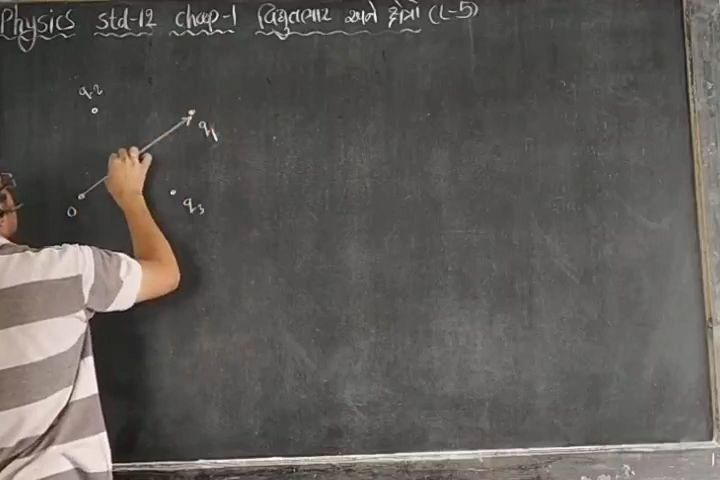 Physics std-12 chap-1 વિદ્યુતભાર અને ક્ષેત્રો (L-5)
q2
q1
q3
O